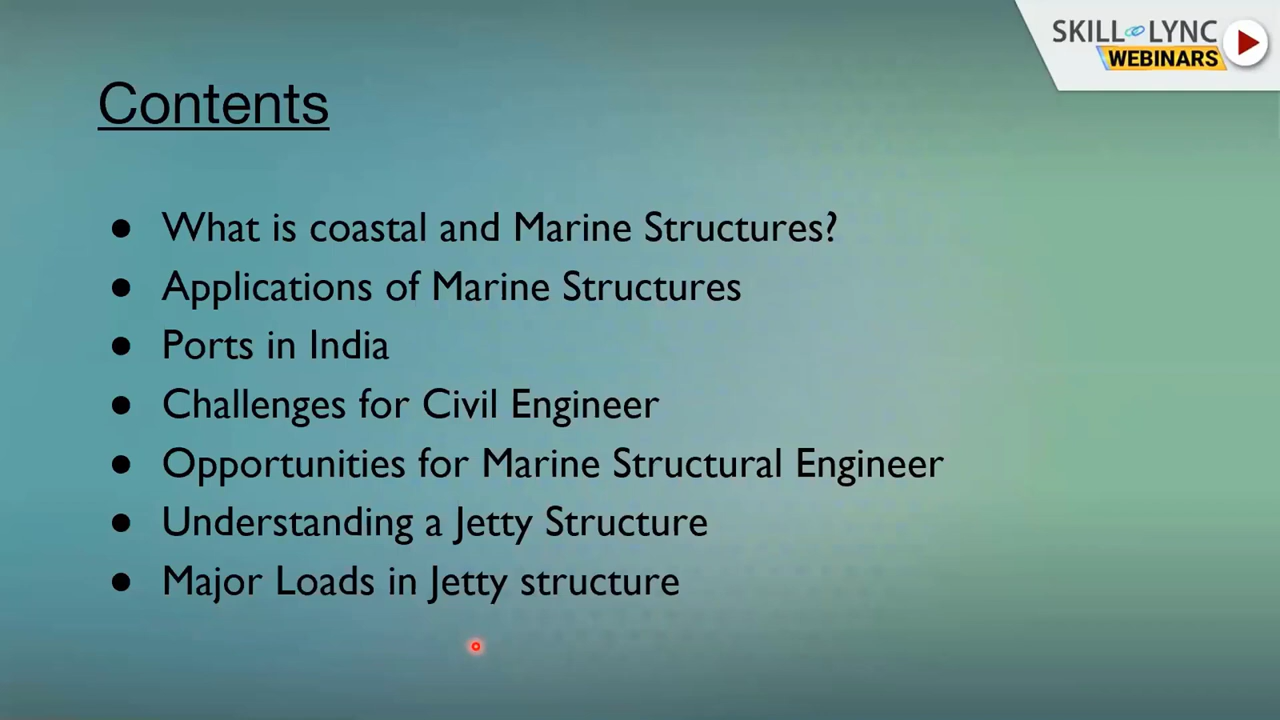 SKILL LYNC
WEBINARS
Contents
● What is coastal and Marine Structures?
● Applications of Marine Structures
● Ports in India
● Challenges for Civil Engineer
● Opportunities for Marine Structural Engineer
● Understanding a Jetty Structure
● Major Loads in Jetty structure